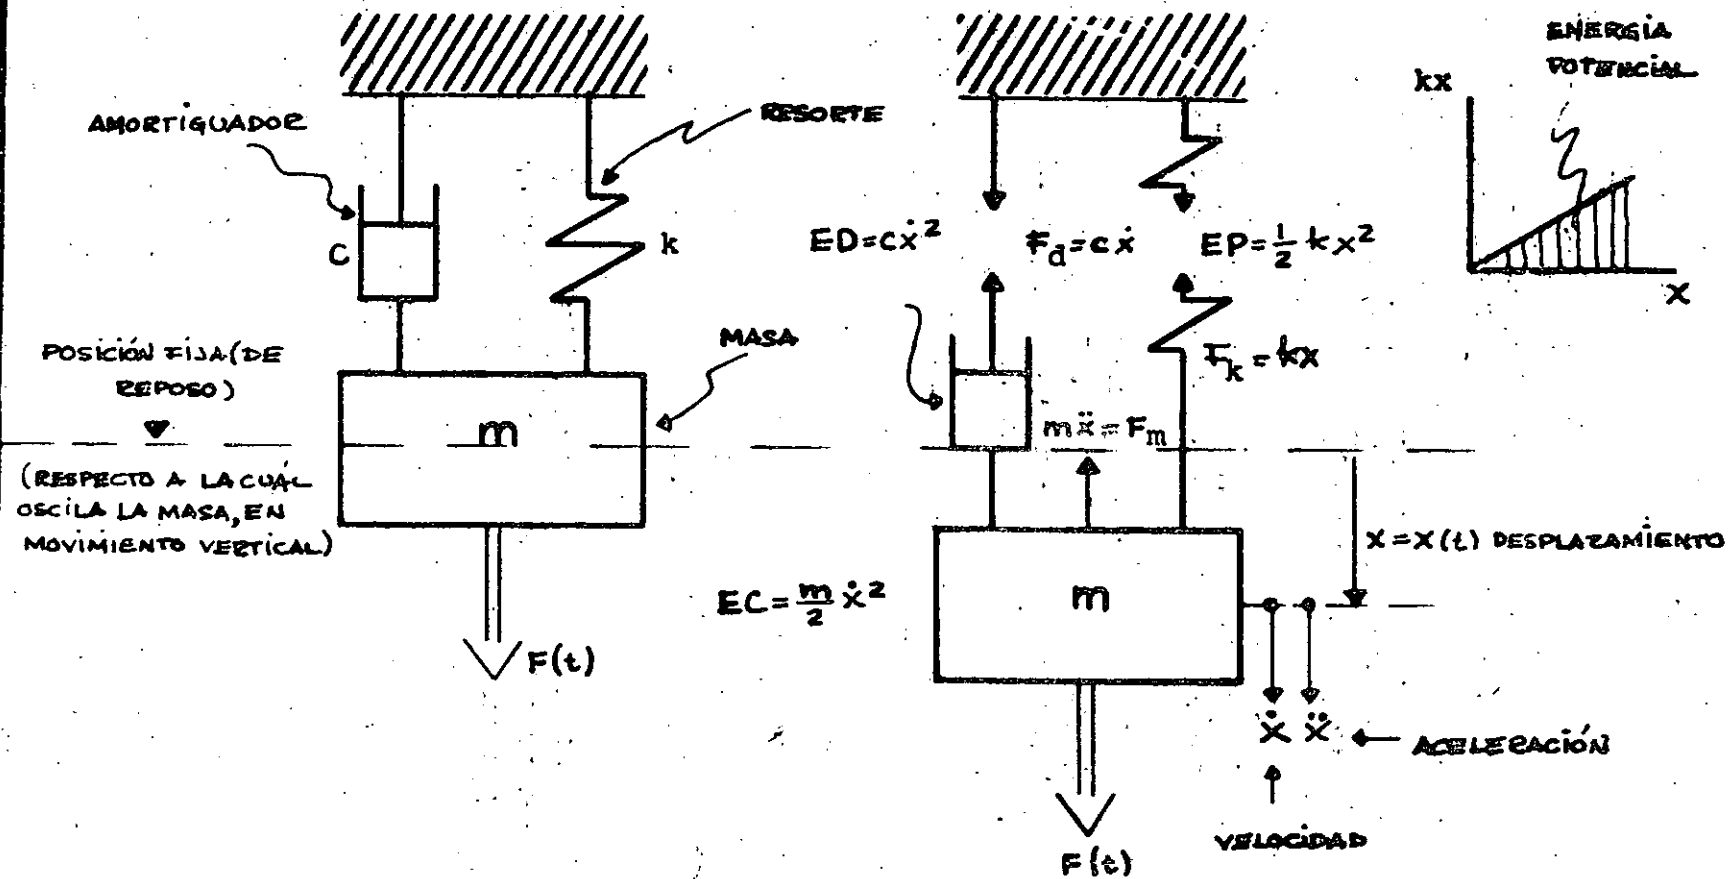 AMORTIGUADOR
RESORTE
C
k
POSICIÓN FIJA (DE
REPOSO)
MASA
m
(RESPECTO A LA CUÁL
OSCILA LA MASA, EN
MOVIMIENTO VERTICAL)
F(t)
ED=cẋ²
F_d=cẋ
EP=½kx²
F_k=kx
mẍ=F_m
EC=m/2 ẋ²
m
x=x(t) DESPLAZAMIENTO
ẋ ẍ
ACELERACIÓN
VELOCIDAD
F(t)
ENERGÍA
POTENCIAL
kx
x